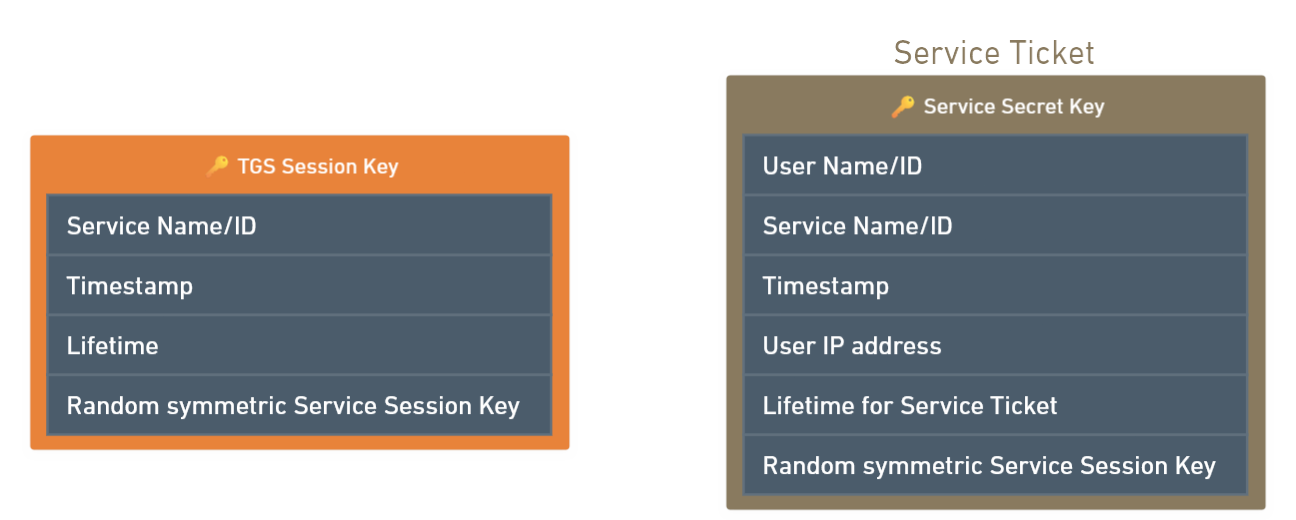 TGS Session Key
Service Name/ID
Timestamp
Lifetime
Random symmetric Service Session Key
Service Ticket
Service Secret Key
User Name/ID
Service Name/ID
Timestamp
User IP address
Lifetime for Service Ticket
Random symmetric Service Session Key